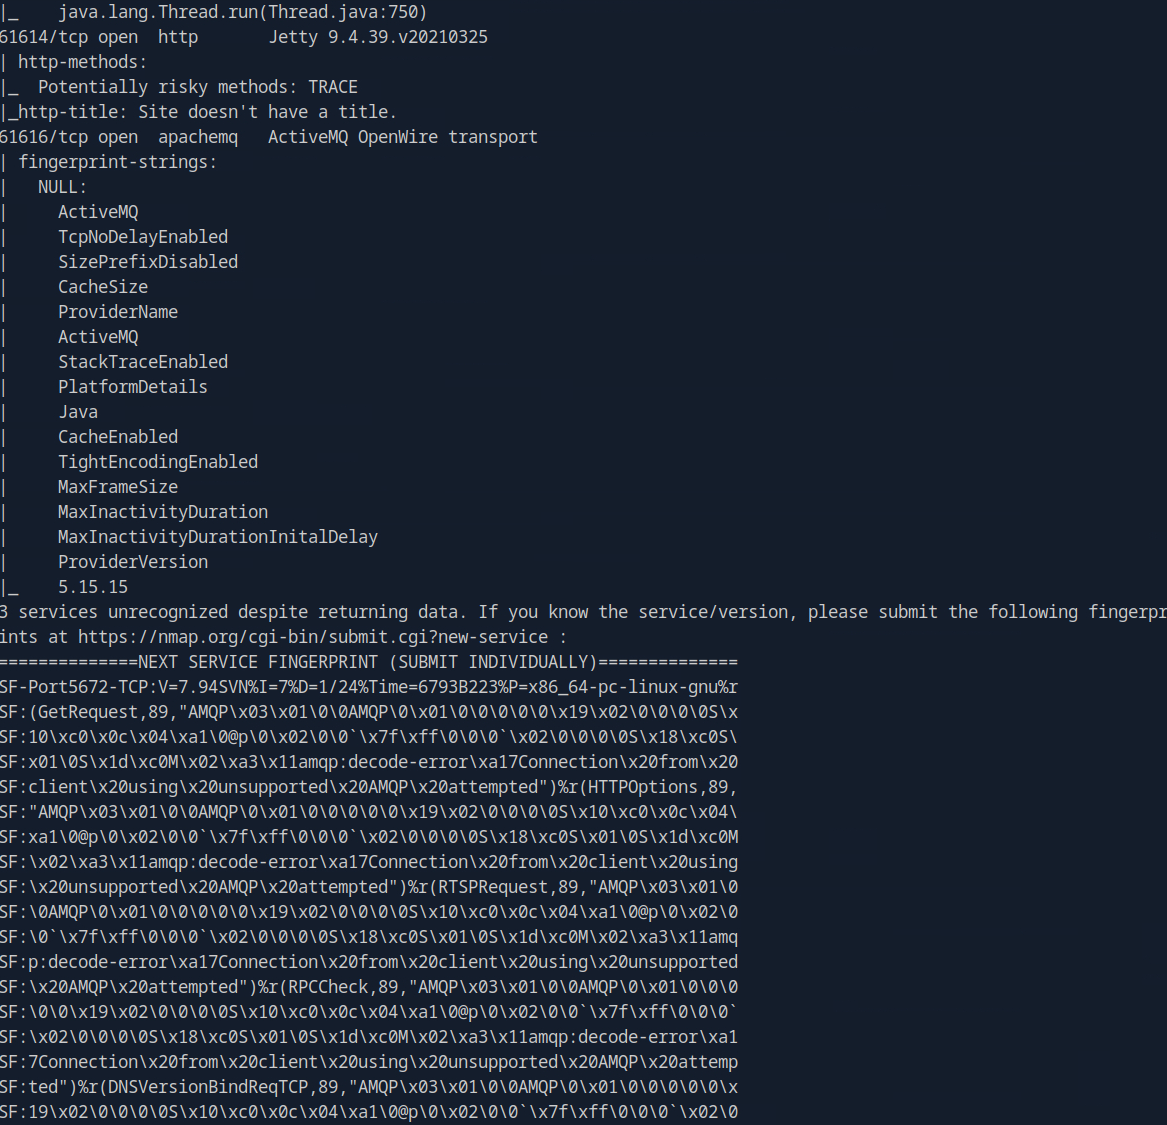 |_    java.lang.Thread.run(Thread.java:750)
61614/tcp open  http       Jetty 9.4.39.v20210325
| http-methods:
|_  Potentially risky methods: TRACE
|_http-title: Site doesn't have a title.
61616/tcp open  apachemq   ActiveMQ OpenWire transport
| fingerprint-strings:
|   NULL:
|     ActiveMQ
|     TcpNoDelayEnabled
|     SizePrefixDisabled
|     CacheSize
|     ProviderName
|     ActiveMQ
|     StackTraceEnabled
|     PlatformDetails
|     Java
|     CacheEnabled
|     TightEncodingEnabled
|     MaxFrameSize
|     MaxInactivityDuration
|     MaxInactivityDurationInitalDelay
|     ProviderVersion
|_    5.15.15
3 services unrecognized despite returning data. If you know the service/version, please submit the following fingerpr
ints at https://nmap.org/cgi-bin/submit.cgi?new-service :
==============NEXT SERVICE FINGERPRINT (SUBMIT INDIVIDUALLY)==============
SF-Port5672-TCP:V=7.94SVN%I=7%D=1/24%Time=6793B223%P=x86_64-pc-linux-gnu%r
SF:(GetRequest,89,"AMQP\x03\x01\0\0AMQP\0\x01\0\0\0\0\0\x19\x02\0\0\0\0S\x
SF:10\xc0\x0c\x04\xa1\0@p\0\x02\0\0`\x7f\xff\0\0\0`\x02\0\0\0\0S\x18\xc0S\
SF:x01\0S\x1d\xc0M\x02\xa3\x11amqp:decode-error\xa17Connection\x20from\x20
SF:client\x20using\x20unsupported\x20AMQP\x20attempted")%r(HTTPOptions,89,
SF:"AMQP\x03\x01\0\0AMQP\0\x01\0\0\0\0\0\x19\x02\0\0\0\0S\x10\xc0\x0c\x04\
SF:xa1\0@p\0\x02\0\0`\x7f\xff\0\0\0`\x02\0\0\0\0S\x18\xc0S\x01\0S\x1d\xc0M
SF:\x02\xa3\x11amqp:decode-error\xa17Connection\x20from\x20client\x20using
SF:\x20unsupported\x20AMQP\x20attempted")%r(RTSPRequest,89,"AMQP\x03\x01\0
SF:\0AMQP\0\x01\0\0\0\0\0\x19\x02\0\0\0\0S\x10\xc0\x0c\x04\xa1\0@p\0\x02\0
SF:\0`\x7f\xff\0\0\0`\x02\0\0\0\0S\x18\xc0S\x01\0S\x1d\xc0M\x02\xa3\x11amq
SF:p:decode-error\xa17Connection\x20from\x20client\x20using\x20unsupported
SF:\x20AMQP\x20attempted")%r(RPCCheck,89,"AMQP\x03\x01\0\0AMQP\0\x01\0\0\0
SF:\0\0\x19\x02\0\0\0\0S\x10\xc0\x0c\x04\xa1\0@p\0\x02\0\0`\x7f\xff\0\0\0`
SF:\x02\0\0\0\0S\x18\xc0S\x01\0S\x1d\xc0M\x02\xa3\x11amqp:decode-error\xa1
SF:7Connection\x20from\x20client\x20using\x20unsupported\x20AMQP\x20attemp
SF:ted")%r(DNSVersionBindReqTCP,89,"AMQP\x03\x01\0\0AMQP\0\x01\0\0\0\0\0\x
SF:19\x02\0\0\0\0S\x10\xc0\x0c\x04\xa1\0@p\0\x02\0\0`\x7f\xff\0\0\0`\x02\0